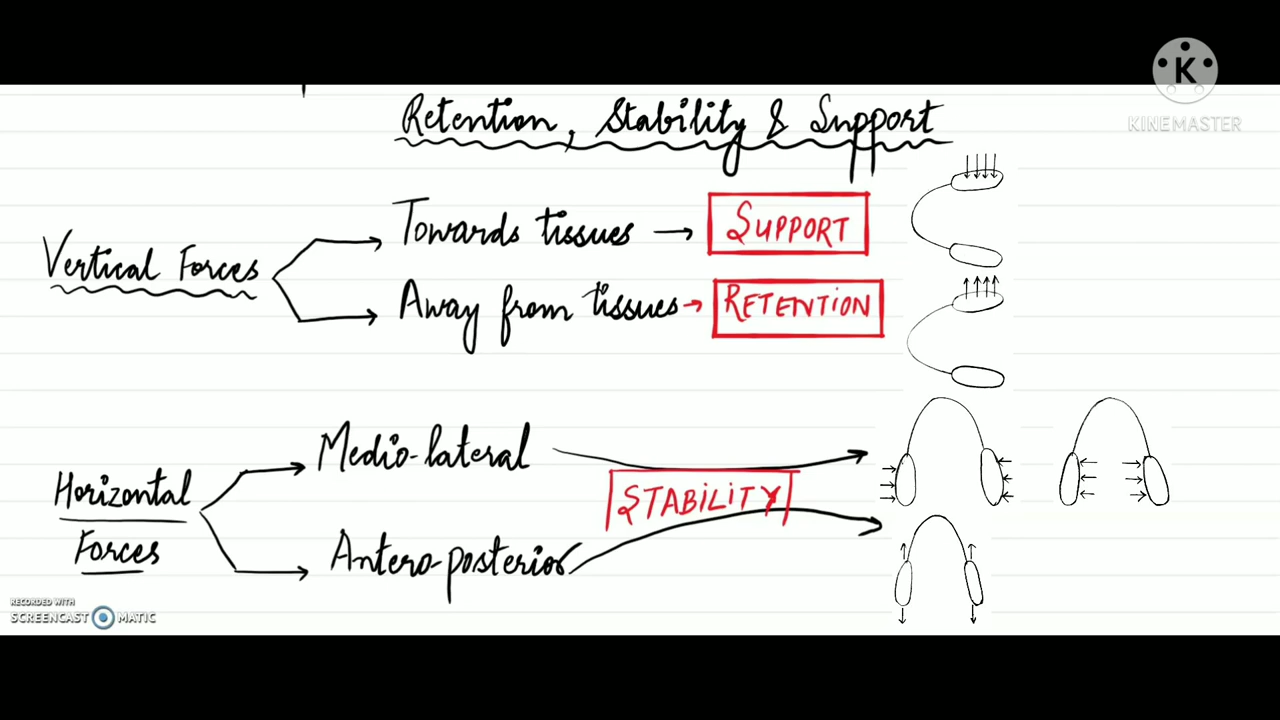 K
KINEMASTER
Retention, Stability & Support
Vertical Forces
Towards tissues → SUPPORT
Away from tissues → RETENTION
Horizontal
Forces
Medio-lateral
STABILITY
Antero-posterior
RECORDED WITH
SCREENCAST MATIC